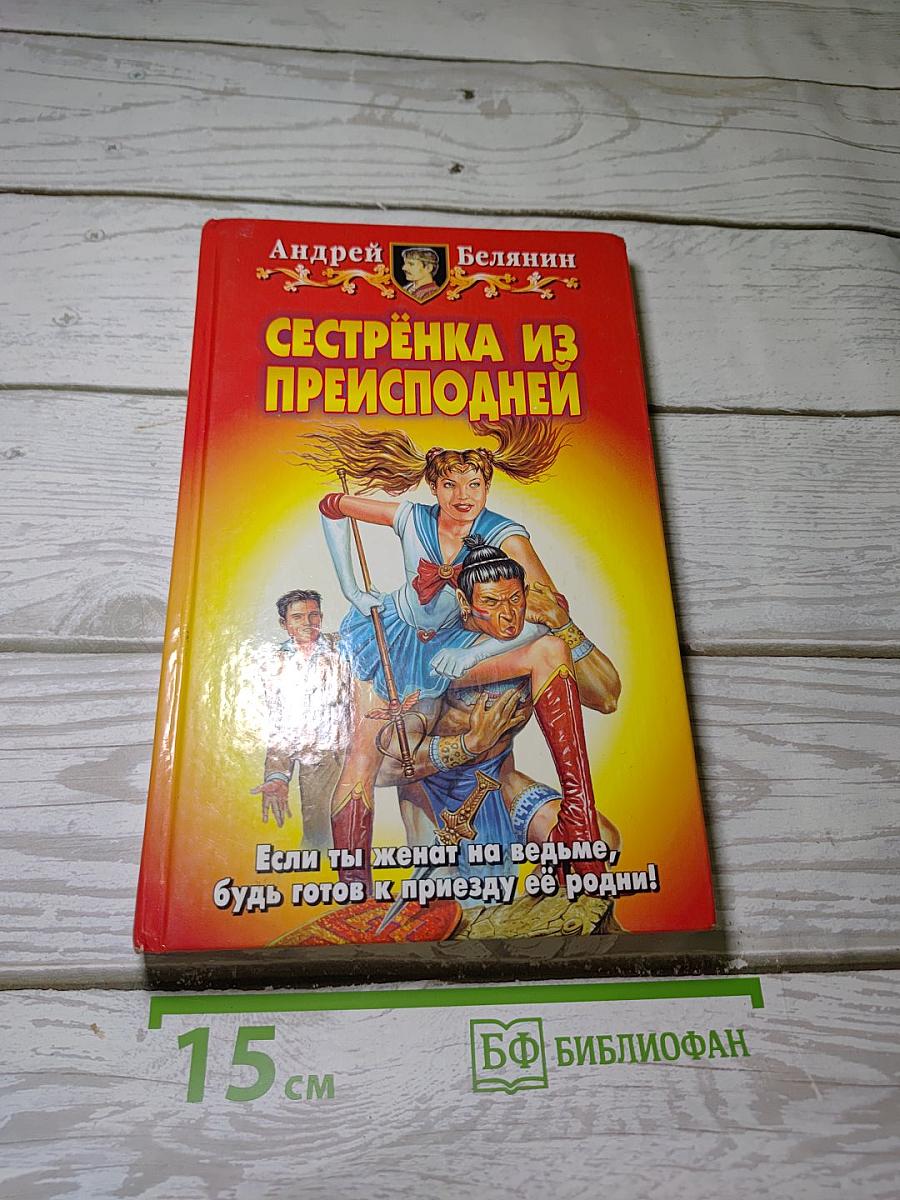 Андрей Белянин
СЕСТРЁНКА ИЗ
ПРЕИСПОДНЕЙ
Если ты женат на ведьме,
будь готов к приезду её родни!
15 см
БФ БИБЛИОФАН